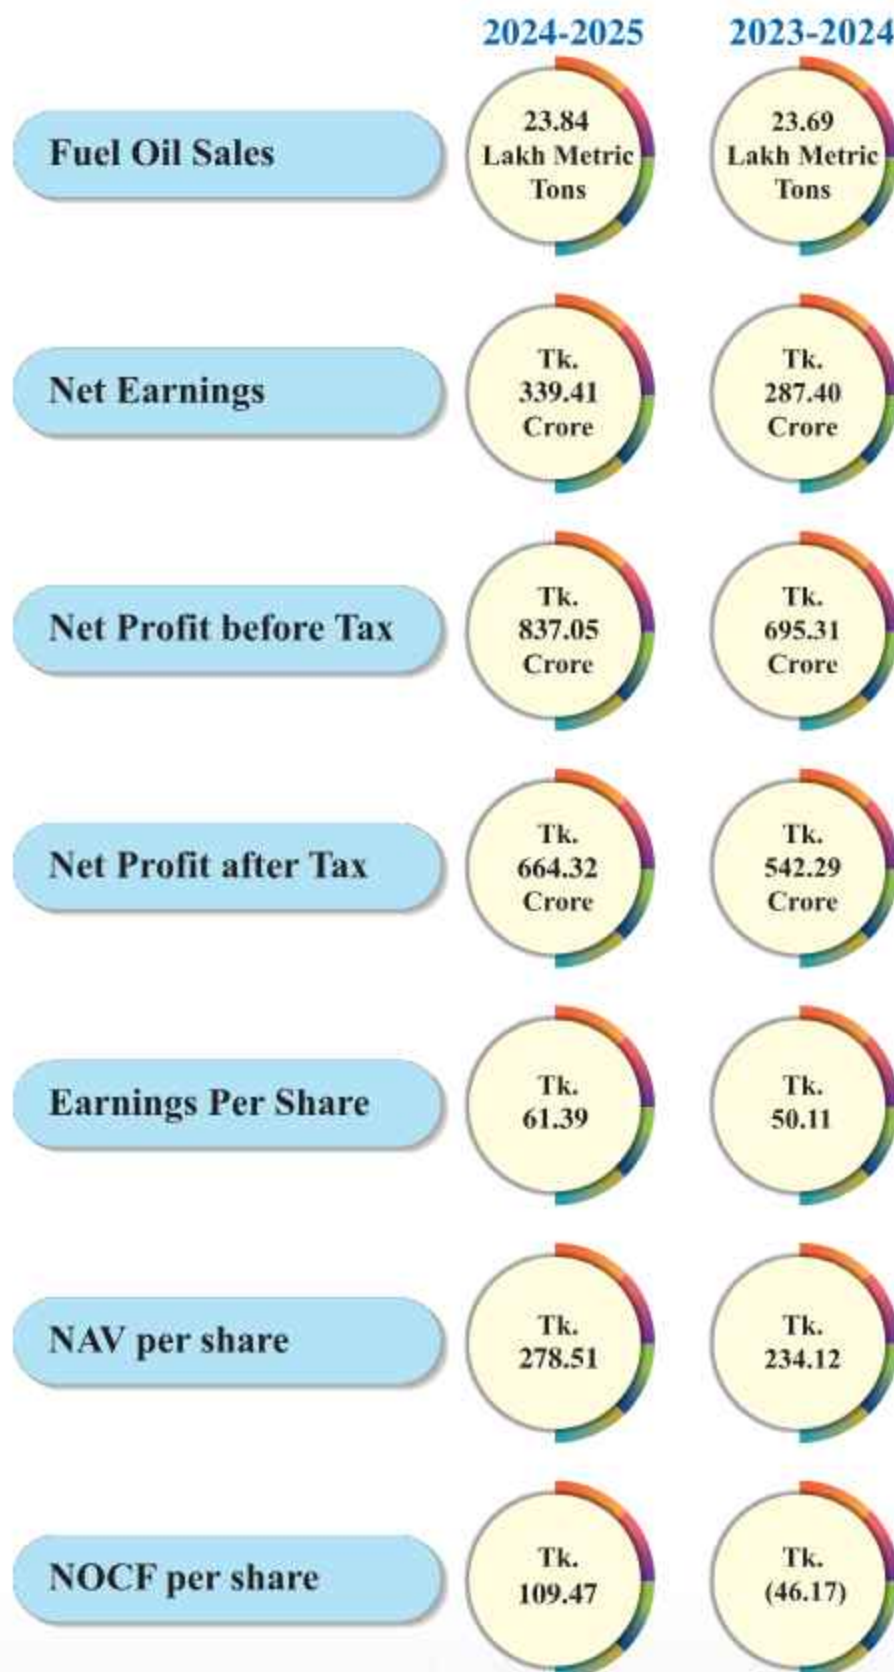 2024-2025 2023-2024
Fuel Oil Sales
23.84
Lakh Metric
Tons
23.69
Lakh Metric
Tons
Net Earnings
Tk.
339.41
Crore
Tk.
287.40
Crore
Net Profit before Tax
Tk.
837.05
Crore
Tk.
695.31
Crore
Net Profit after Tax
Tk.
664.32
Crore
Tk.
542.29
Crore
Earnings Per Share
Tk.
61.39
Tk.
50.11
NAV per share
Tk.
278.51
Tk.
234.12
NOCF per share
Tk.
109.47
Tk.
(46.17)